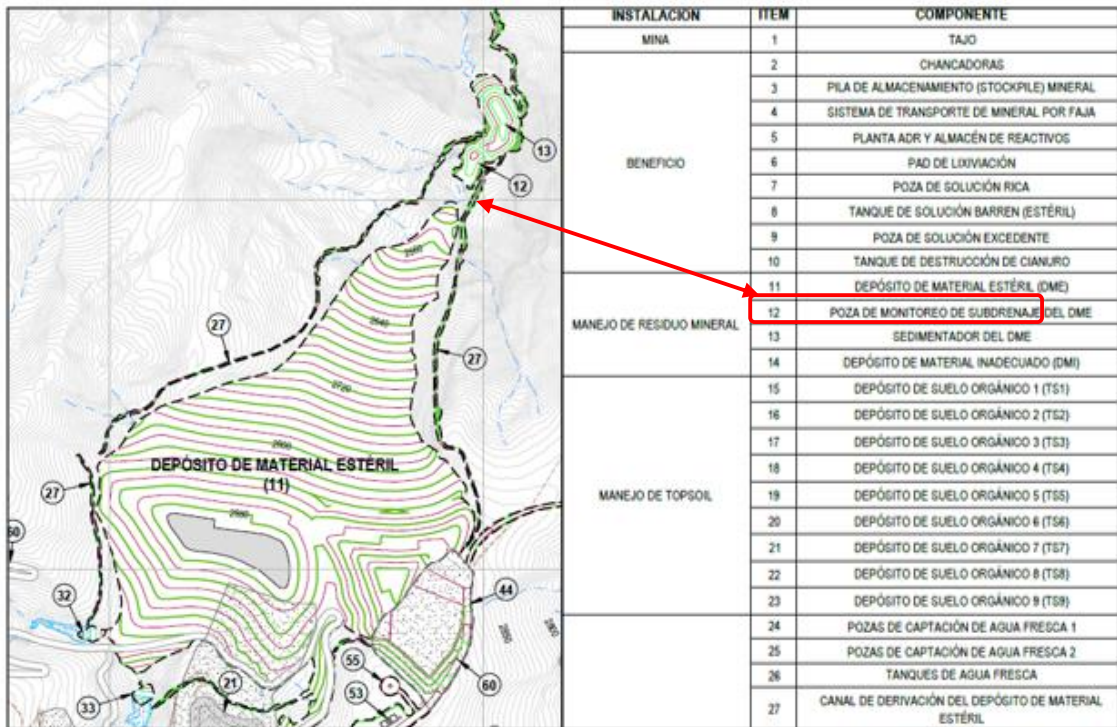 13
12
2580
2640
27
27
2720
2800
DEPÓSITO DE MATERIAL ESTÉRIL
(11)
27
2880
60
32
44
2850
2900
33
21
55
53
60
INSTALACION ITEM COMPONENTE
MINA 1 TAJO
BENEFICIO
2 CHANCADORAS
3 PILA DE ALMACENAMIENTO (STOCKPILE) MINERAL
4 SISTEMA DE TRANSPORTE DE MINERAL POR FAJA
5 PLANTA ADR Y ALMACÉN DE REACTIVOS
6 PAD DE LIXIVIACIÓN
7 POZA DE SOLUCIÓN RICA
8 TANQUE DE SOLUCIÓN BARREN (ESTÉRIL)
9 POZA DE SOLUCIÓN EXCEDENTE
10 TANQUE DE DESTRUCCIÓN DE CIANURO
MANEJO DE RESIDUO MINERAL
11 DEPÓSITO DE MATERIAL ESTÉRIL (DME)
12 POZA DE MONITOREO DE SUBDRENAJE DEL DME
13 SEDIMENTADOR DEL DME
14 DEPÓSITO DE MATERIAL INADECUADO (DMI)
MANEJO DE TOPSOIL
15 DEPÓSITO DE SUELO ORGÁNICO 1 (TS1)
16 DEPÓSITO DE SUELO ORGÁNICO 2 (TS2)
17 DEPÓSITO DE SUELO ORGÁNICO 3 (TS3)
18 DEPÓSITO DE SUELO ORGÁNICO 4 (TS4)
19 DEPÓSITO DE SUELO ORGÁNICO 5 (TS5)
20 DEPÓSITO DE SUELO ORGÁNICO 6 (TS6)
21 DEPÓSITO DE SUELO ORGÁNICO 7 (TS7)
22 DEPÓSITO DE SUELO ORGÁNICO 8 (TS8)
23 DEPÓSITO DE SUELO ORGÁNICO 9 (TS9)
24 POZAS DE CAPTACIÓN DE AGUA FRESCA 1
25 POZAS DE CAPTACIÓN DE AGUA FRESCA 2
26 TANQUES DE AGUA FRESCA
27 CANAL DE DERIVACIÓN DEL DEPÓSITO DE MATERIAL
ESTÉRIL